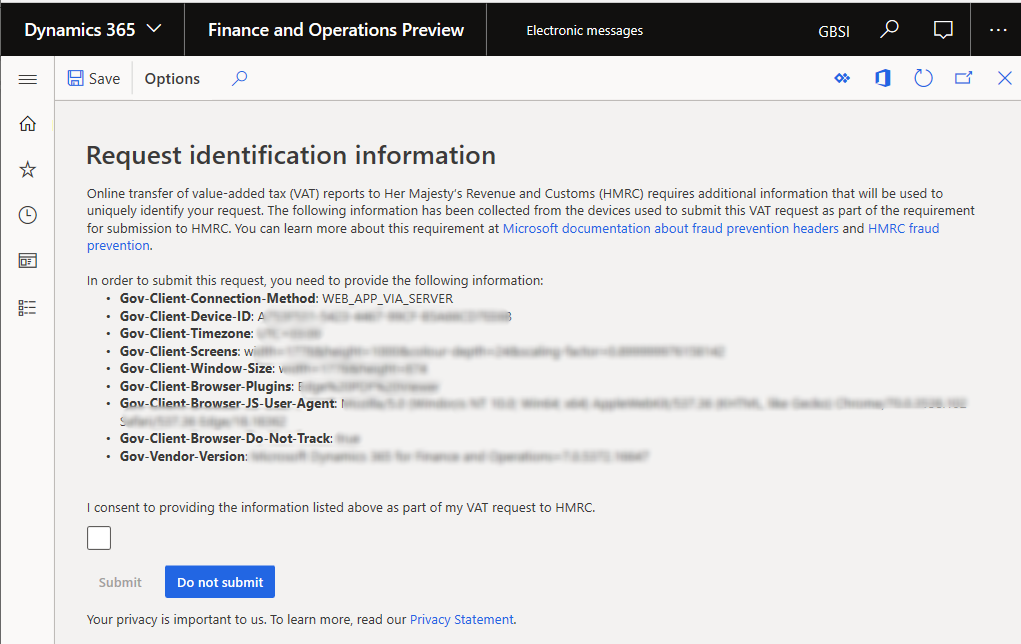 Dynamics 365
Finance and Operations Preview
Electronic messages
GBSI
Save
Options
Request identification information
Online transfer of value-added tax (VAT) reports to Her Majesty's Revenue and Customs (HMRC) requires additional information that will be used to
uniquely identify your request. The following information has been collected from the devices used to submit this VAT request as part of the requirement
for submission to HMRC. You can learn more about this requirement at Microsoft documentation about fraud prevention headers and HMRC fraud
prevention.
In order to submit this request, you need to provide the following information:
• Gov-Client-Connection-Method: WEB_APP_VIA_SERVER
• Gov-Client-Device-ID:
• Gov-Client-Timezone:
• Gov-Client-Screens:
• Gov-Client-Window-Size:
• Gov-Client-Browser-Plugins:
• Gov-Client-Browser-JS-User-Agent:
• Gov-Client-Browser-Do-Not-Track:
• Gov-Vendor-Version:
I consent to providing the information listed above as part of my VAT request to HMRC.
Submit
Do not submit
Your privacy is important to us. To learn more, read our Privacy Statement.